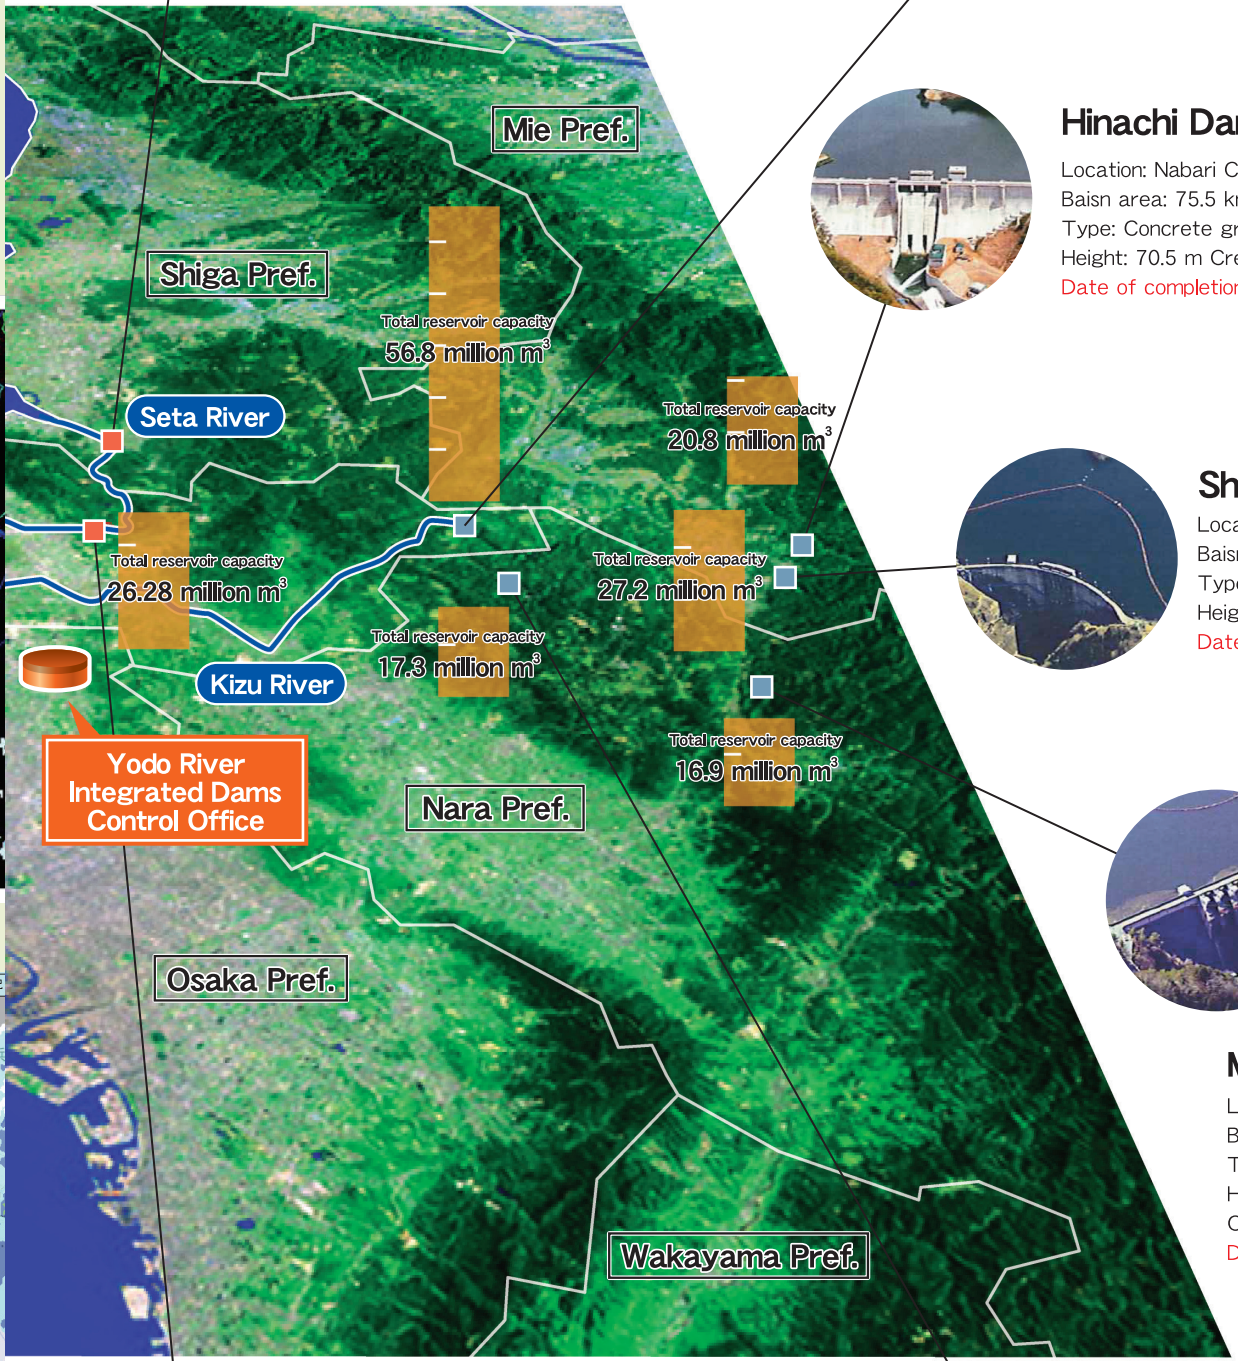 Mie Pref.
Hinachi Da
Location: Nabari C
Baisn area: 75.5 k
Type: Concrete gr
Height: 70.5 m Cre
Date of completion
Shiga Pref.
Total reservoir capacity
56.8 million m³
Seta River
Total reservoir capacity
20.8 million m³
Sh
Loca
Baisn
Type
Heig
Date
Total reservoir capacity
26.28 million m³
Total reservoir capacity
27.2 million m³
Total reservoir capacity
17.3 million m³
Kizu River
Total reservoir capacity
16.9 million m³
Yodo River
Integrated Dams
Control Office
Nara Pref.
Osaka Pref.
M
L
B
T
H
C
D
Wakayama Pref.